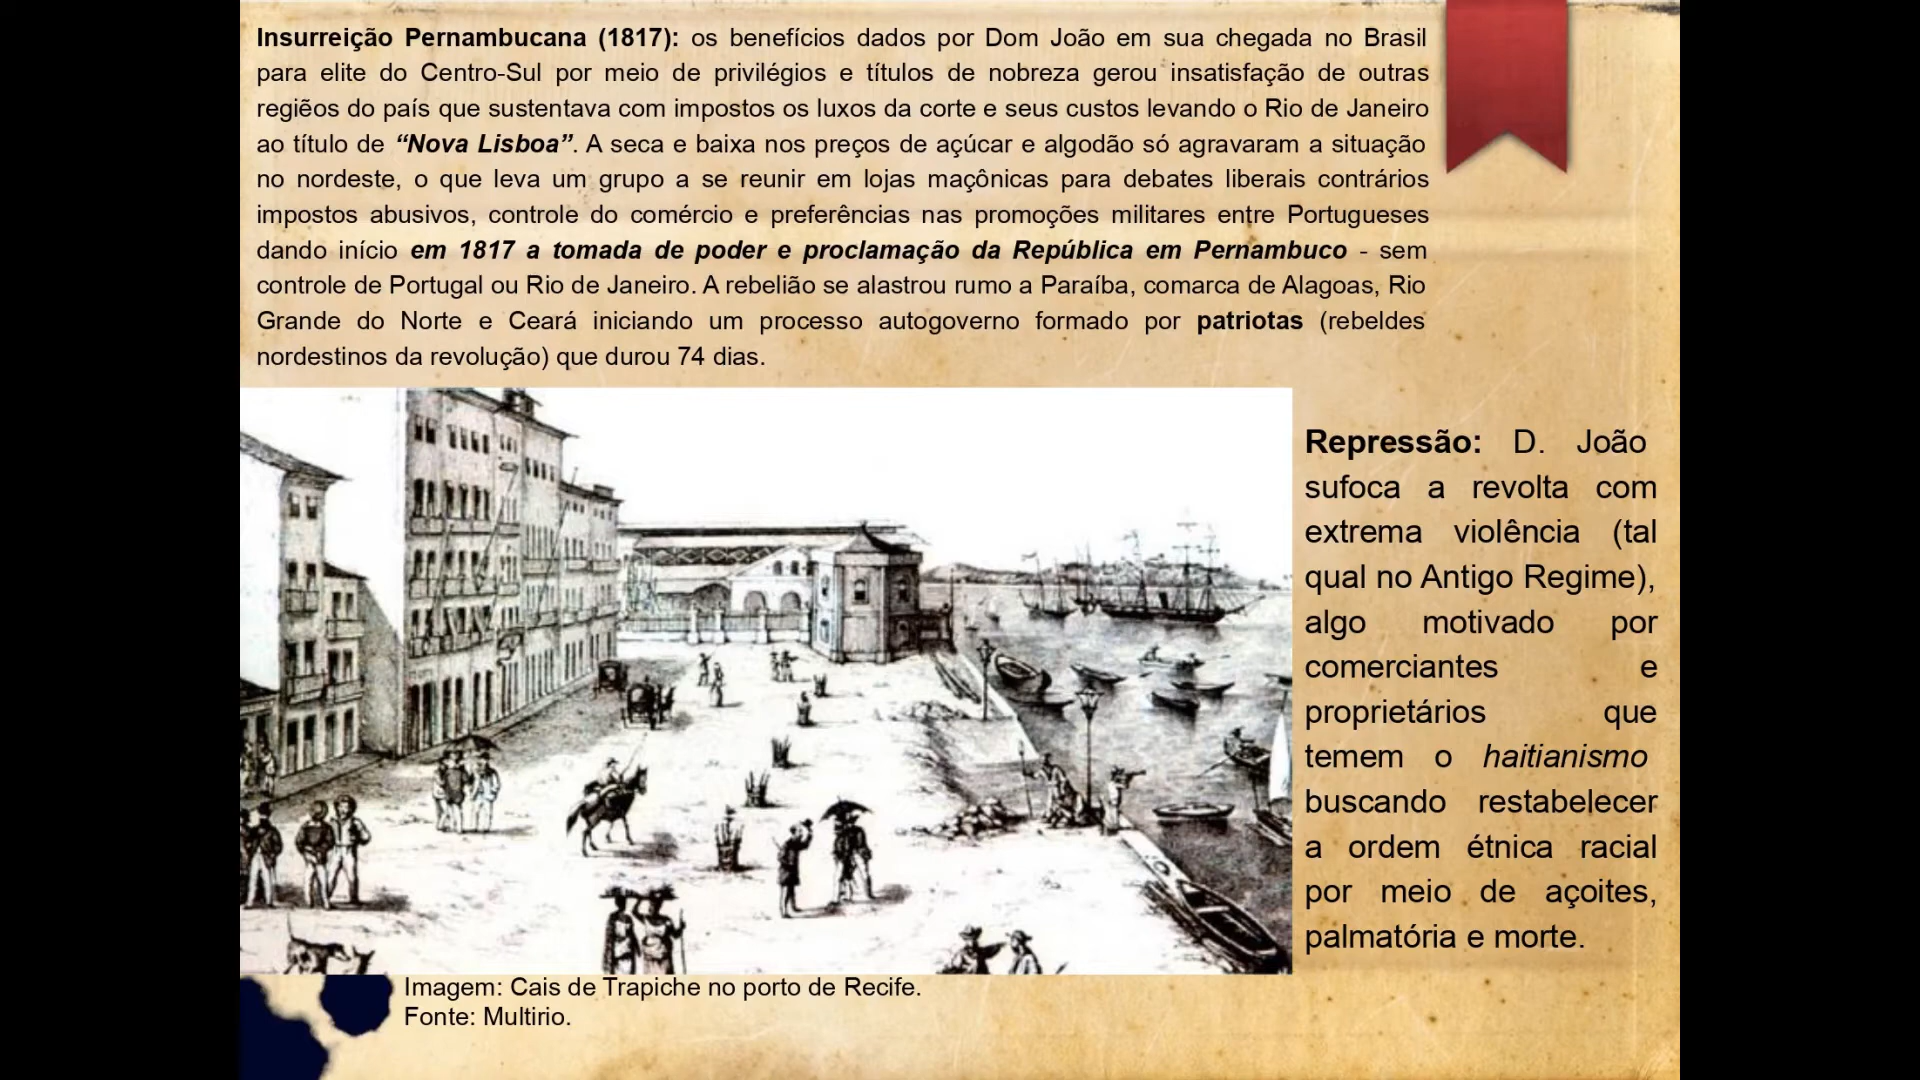 Insurreição Pernambucana (1817): os benefícios dados por Dom João em sua chegada no Brasil
para elite do Centro-Sul por meio de privilégios e títulos de nobreza gerou insatisfação de outras
regiẽos do país que sustentava com impostos os luxos da corte e seus custos levando o Rio de Janeiro
ao título de “Nova Lisboa”. A seca e baixa nos preços de açúcar e algodão só agravaram a situação
no nordeste, o que leva um grupo a se reunir em lojas maçônicas para debates liberais contrários
impostos abusivos, controle do comércio e preferências nas promoções militares entre Portugueses
dando início em 1817 a tomada de poder e proclamação da República em Pernambuco - sem
controle de Portugal ou Rio de Janeiro. A rebelião se alastrou rumo a Paraíba, comarca de Alagoas, Rio
Grande do Norte e Ceará iniciando um processo autogoverno formado por patriotas (rebeldes
nordestinos da revolução) que durou 74 dias.
Repressão: D. João
sufoca a revolta com
extrema violência (tal
qual no Antigo Regime),
algo motivado por
comerciantes e
proprietários que
temem o haitianismo
buscando restabelecer
a ordem étnica racial
por meio de açoites,
palmatória e morte.
Imagem: Cais de Trapiche no porto de Recife.
Fonte: Multirio.